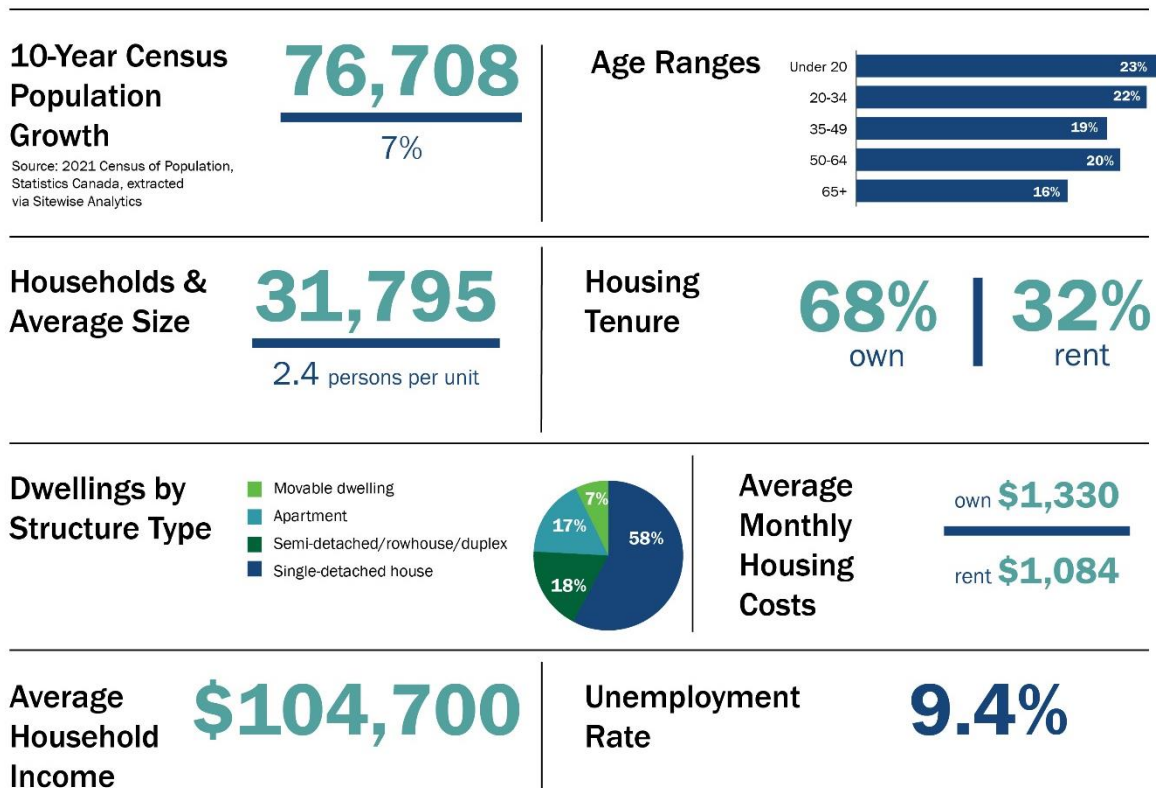 10-Year Census
Population
Growth
Source: 2021 Census of Population,
Statistics Canada, extracted
via Sitewise Analytics
76,708
7%
Age Ranges
Under 20
23%
20-34
22%
35-49
19%
50-64
20%
65+
16%
Households &
Average Size
31,795
2.4 persons per unit
Housing
Tenure
68%
own
32%
rent
Dwellings by
Structure Type
Movable dwelling
Apartment
Semi-detached/rowhouse/duplex
Single-detached house
7%
17%
58%
18%
Average
Monthly
Housing
Costs
own $1,330
rent $1,084
Average
Household
Income
$104,700
Unemployment
Rate
9.4%